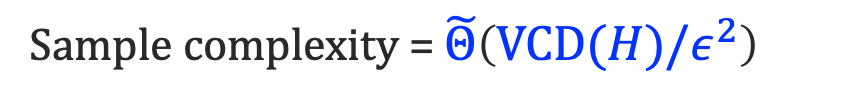 Sample complexity = Θ̃(VCD(H)/ϵ²)